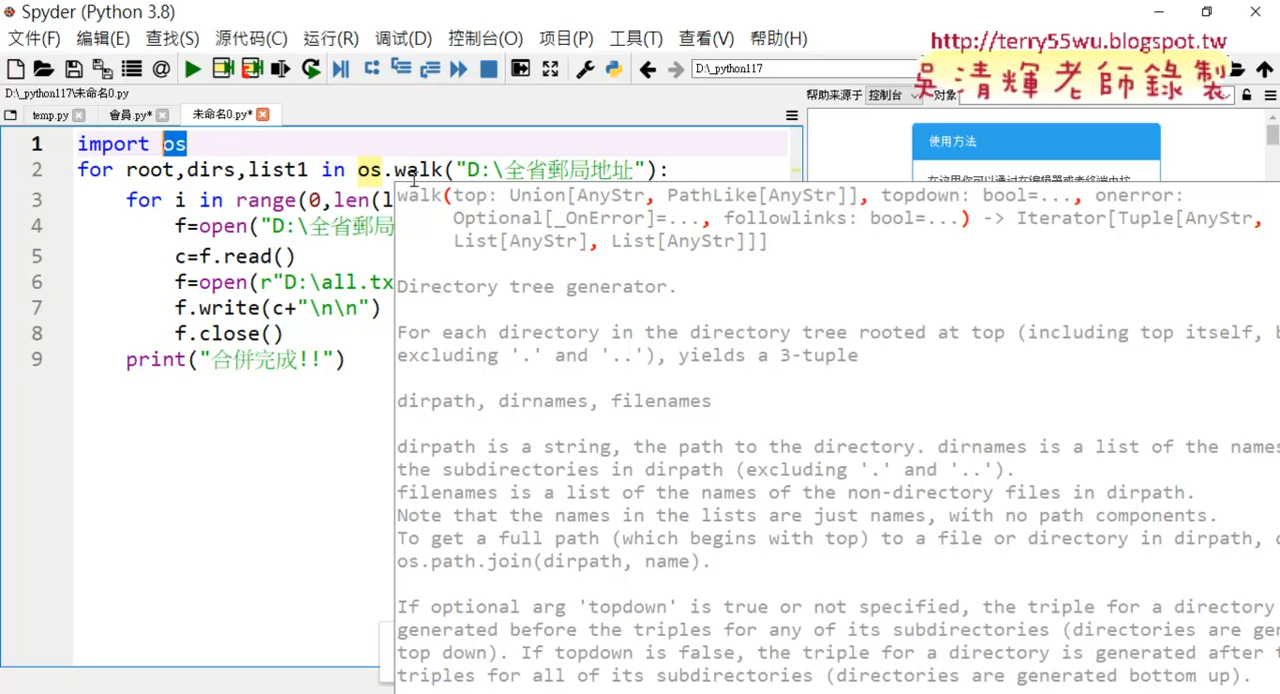 Spyder (Python 3.8)
文件(F) 编辑(E) 查找(S) 源代码(C) 运行(R) 调试(D) 控制台(O) 项目(P) 工具(T) 查看(V) 帮助(H)
http://terry55wu.blogspot.tw
吳清輝老師錄製
D:\_python117
D:\_python117\未命名0.py
帮助来源于 控制台 对象
temp.py 會員.py* 未命名0.py*
使用方法
1 import os
2 for root,dirs,list1 in os.walk("D:\全省郵局地址"):
3 for i in range(0,len(l
4 f=open("D:\全省郵局
5 c=f.read()
6 f=open(r"D:\all.tx
7 f.write(c+"\n\n")
8 f.close()
9 print("合併完成!!")
walk(top: Union[AnyStr, PathLike[AnyStr]], topdown: bool=..., onerror:
Optional[_OnError]=..., followlinks: bool=...) -> Iterator[Tuple[AnyStr,
List[AnyStr], List[AnyStr]]]
Directory tree generator.
For each directory in the directory tree rooted at top (including top itself, b
excluding '.' and '..'), yields a 3-tuple
dirpath, dirnames, filenames
dirpath is a string, the path to the directory. dirnames is a list of the names
the subdirectories in dirpath (excluding '.' and '..').
filenames is a list of the names of the non-directory files in dirpath.
Note that the names in the lists are just names, with no path components.
To get a full path (which begins with top) to a file or directory in dirpath, d
os.path.join(dirpath, name).
If optional arg 'topdown' is true or not specified, the triple for a directory
generated before the triples for any of its subdirectories (directories are gen
top down). If topdown is false, the triple for a directory is generated after t
triples for all of its subdirectories (directories are generated bottom up).